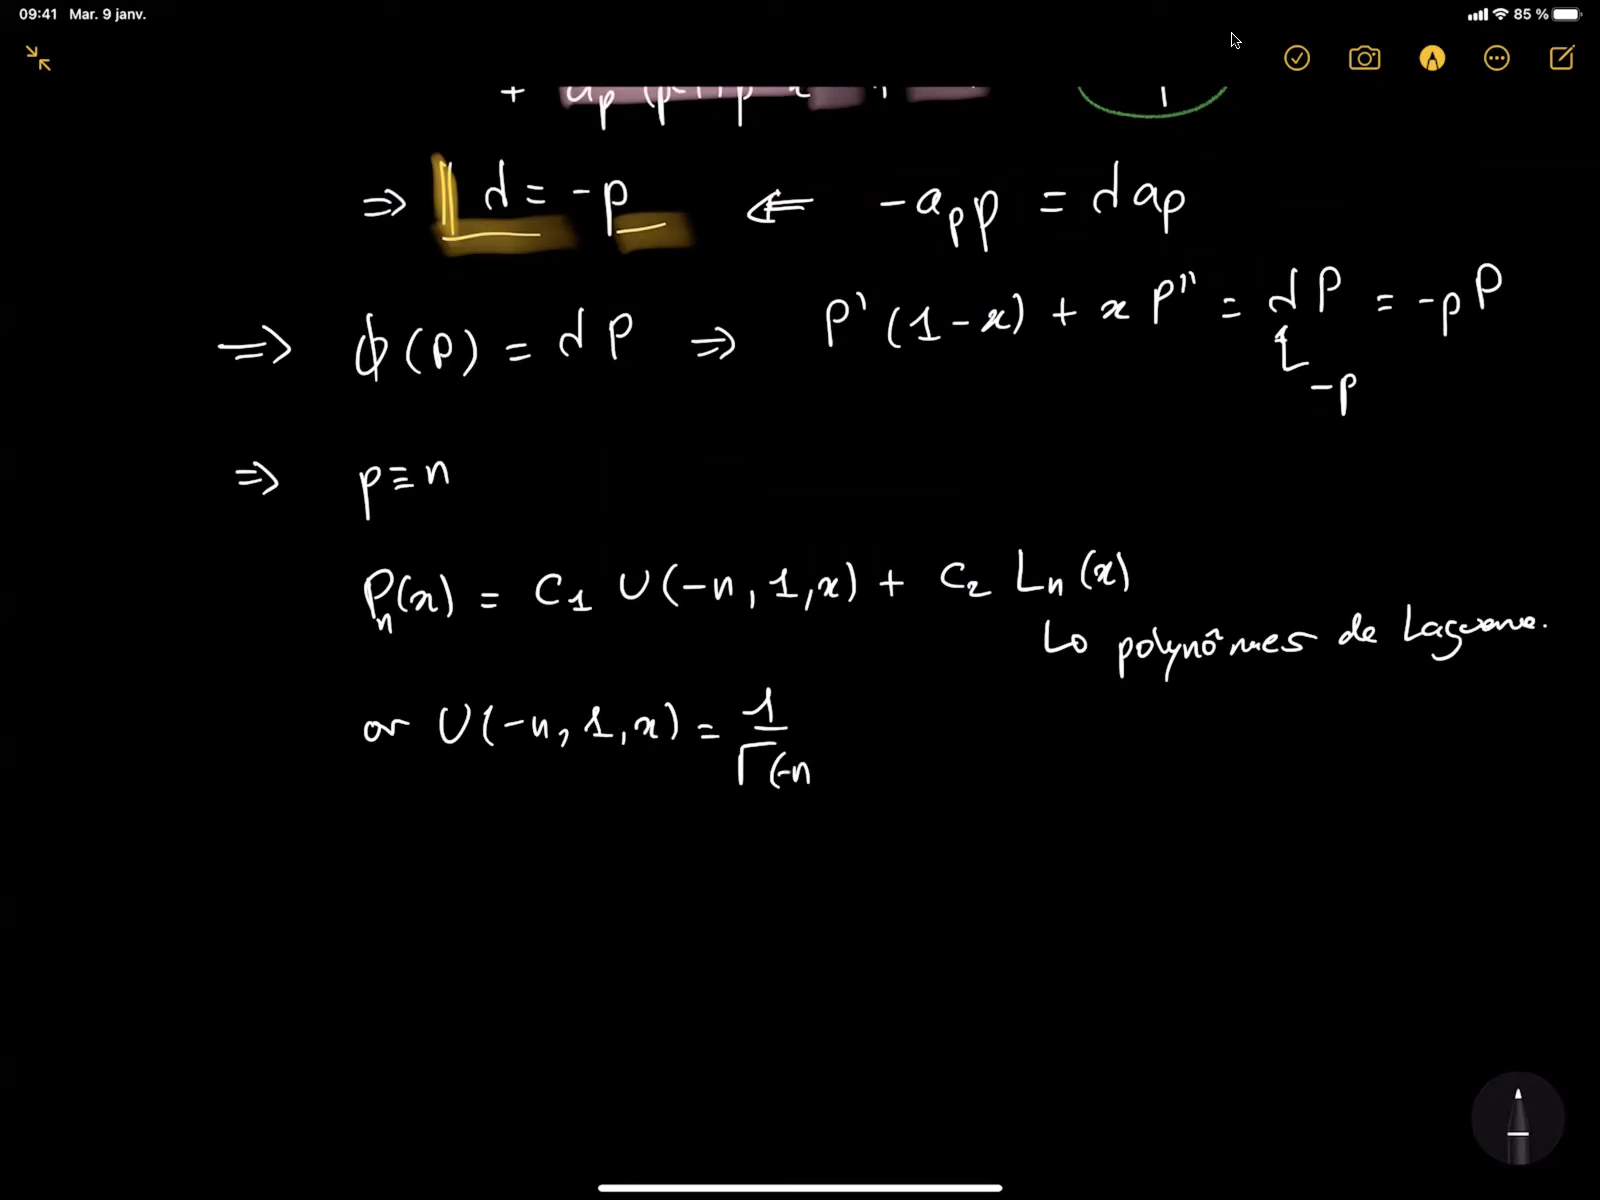 09:41 Mar. 9 janv. 85 %
⇒ λ = -p ⇐ -a_p p = λ a_p
⇒ ϕ(P) = λ P ⇒ P'(1-x) + x P'' = λ P = -p P
-p
⇒ p ≡ n
P_n(x) = C_1 U(-n, 1, x) + C_2 L_n(x)
↳ polynômes de Laguerre.
or U(-n, 1, x) = 1 / Γ(-n